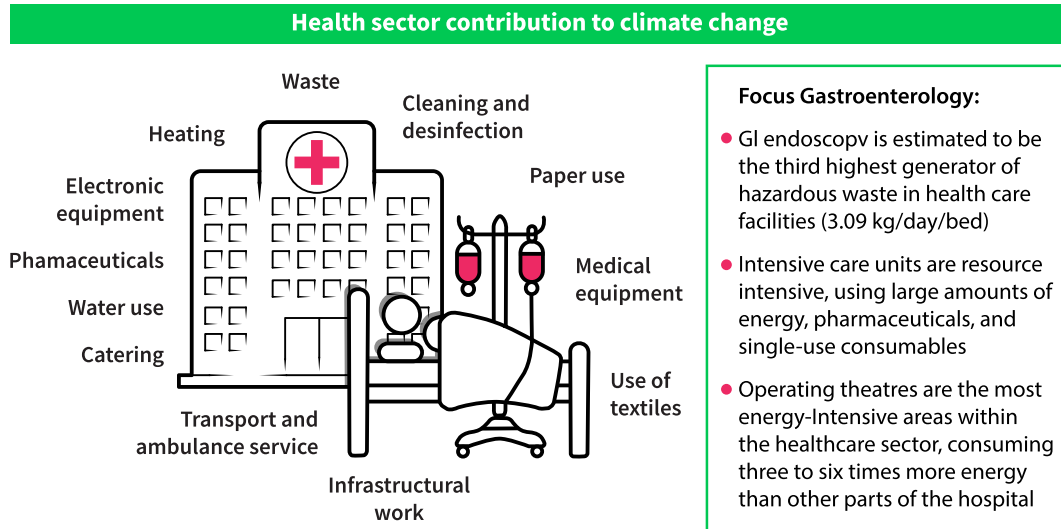 Health sector contribution to climate change
Waste
Cleaning and
desinfection
Heating
Paper use
Electronic
equipment
Phamaceuticals
Medical
equipment
Water use
Catering
Use of
textiles
Transport and
ambulance service
Infrastructural
work
Focus Gastroenterology:
Gl endoscopv is estimated to be
the third highest generator of
hazardous waste in health care
facilities (3.09 kg/day/bed)
Intensive care units are resource
intensive, using large amounts of
energy, pharmaceuticals, and
single-use consumables
Operating theatres are the most
energy-Intensive areas within
the healthcare sector, consuming
three to six times more energy
than other parts of the hospital